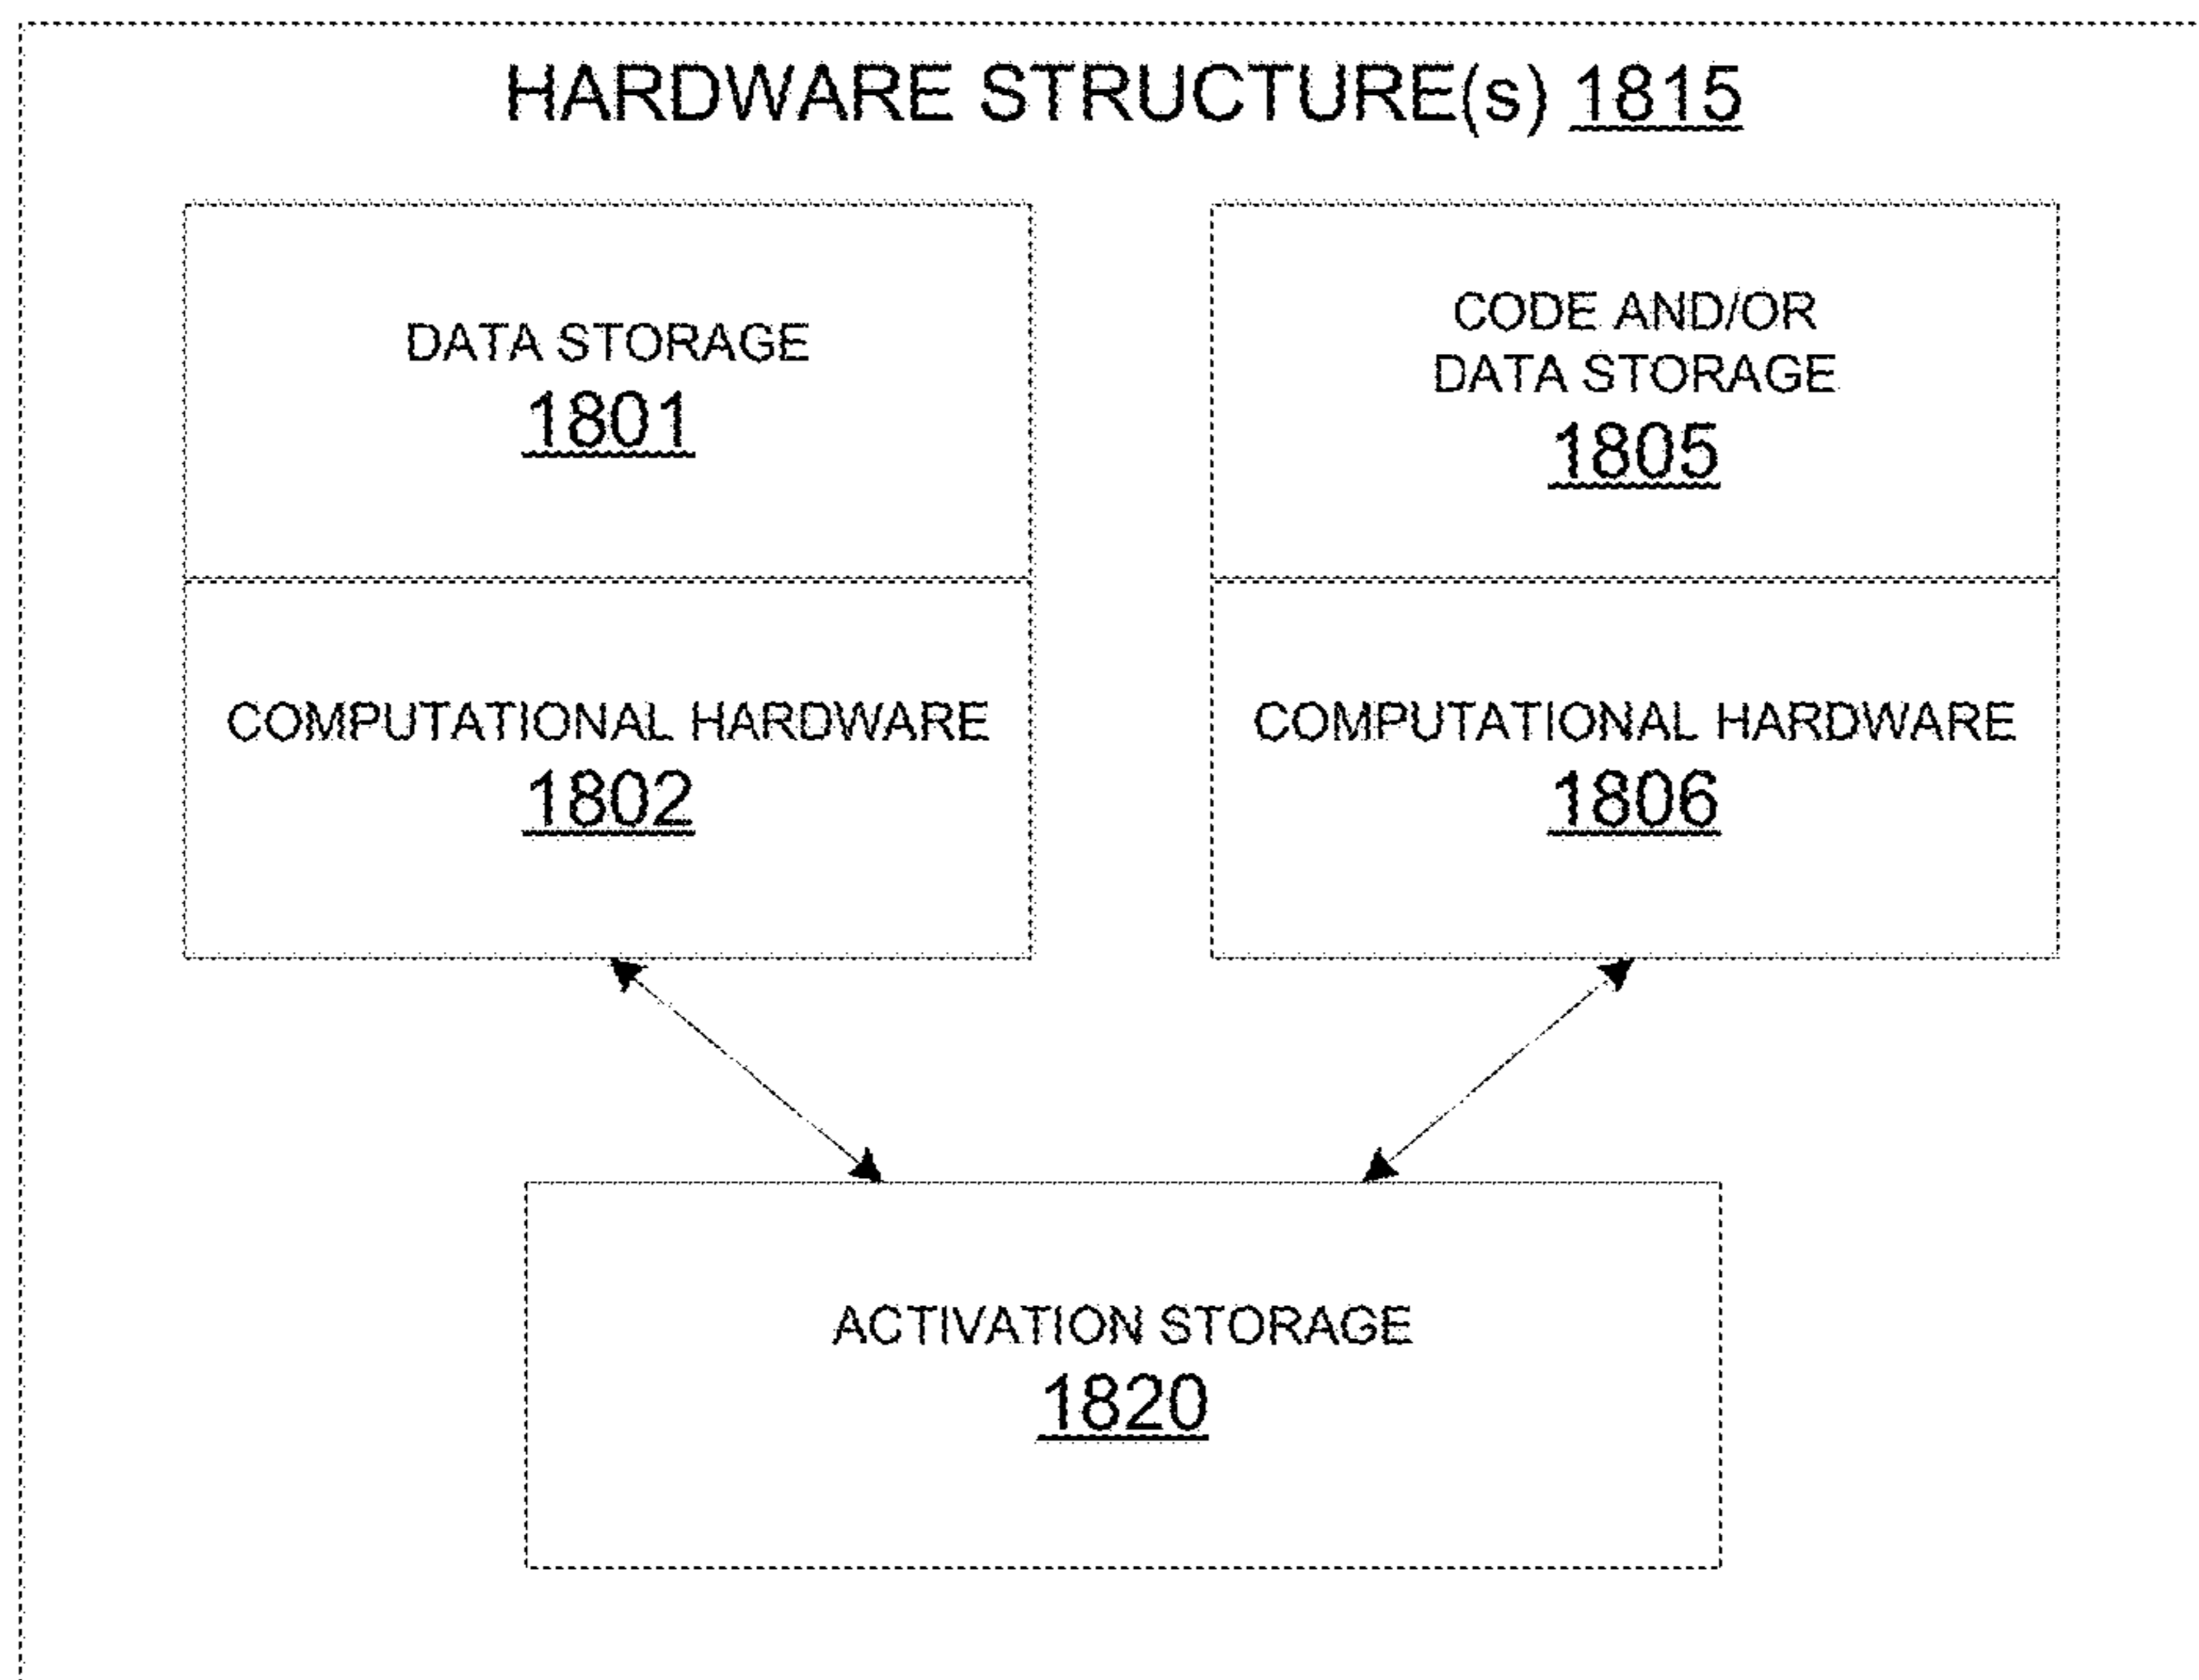 HARDWARE STRUCTURE(s) 1815
DATA STORAGE
1801
CODE AND/OR
DATA STORAGE
1805
COMPUTATIONAL HARDWARE
1802
COMPUTATIONAL HARDWARE
1806
ACTIVATION STORAGE
1820